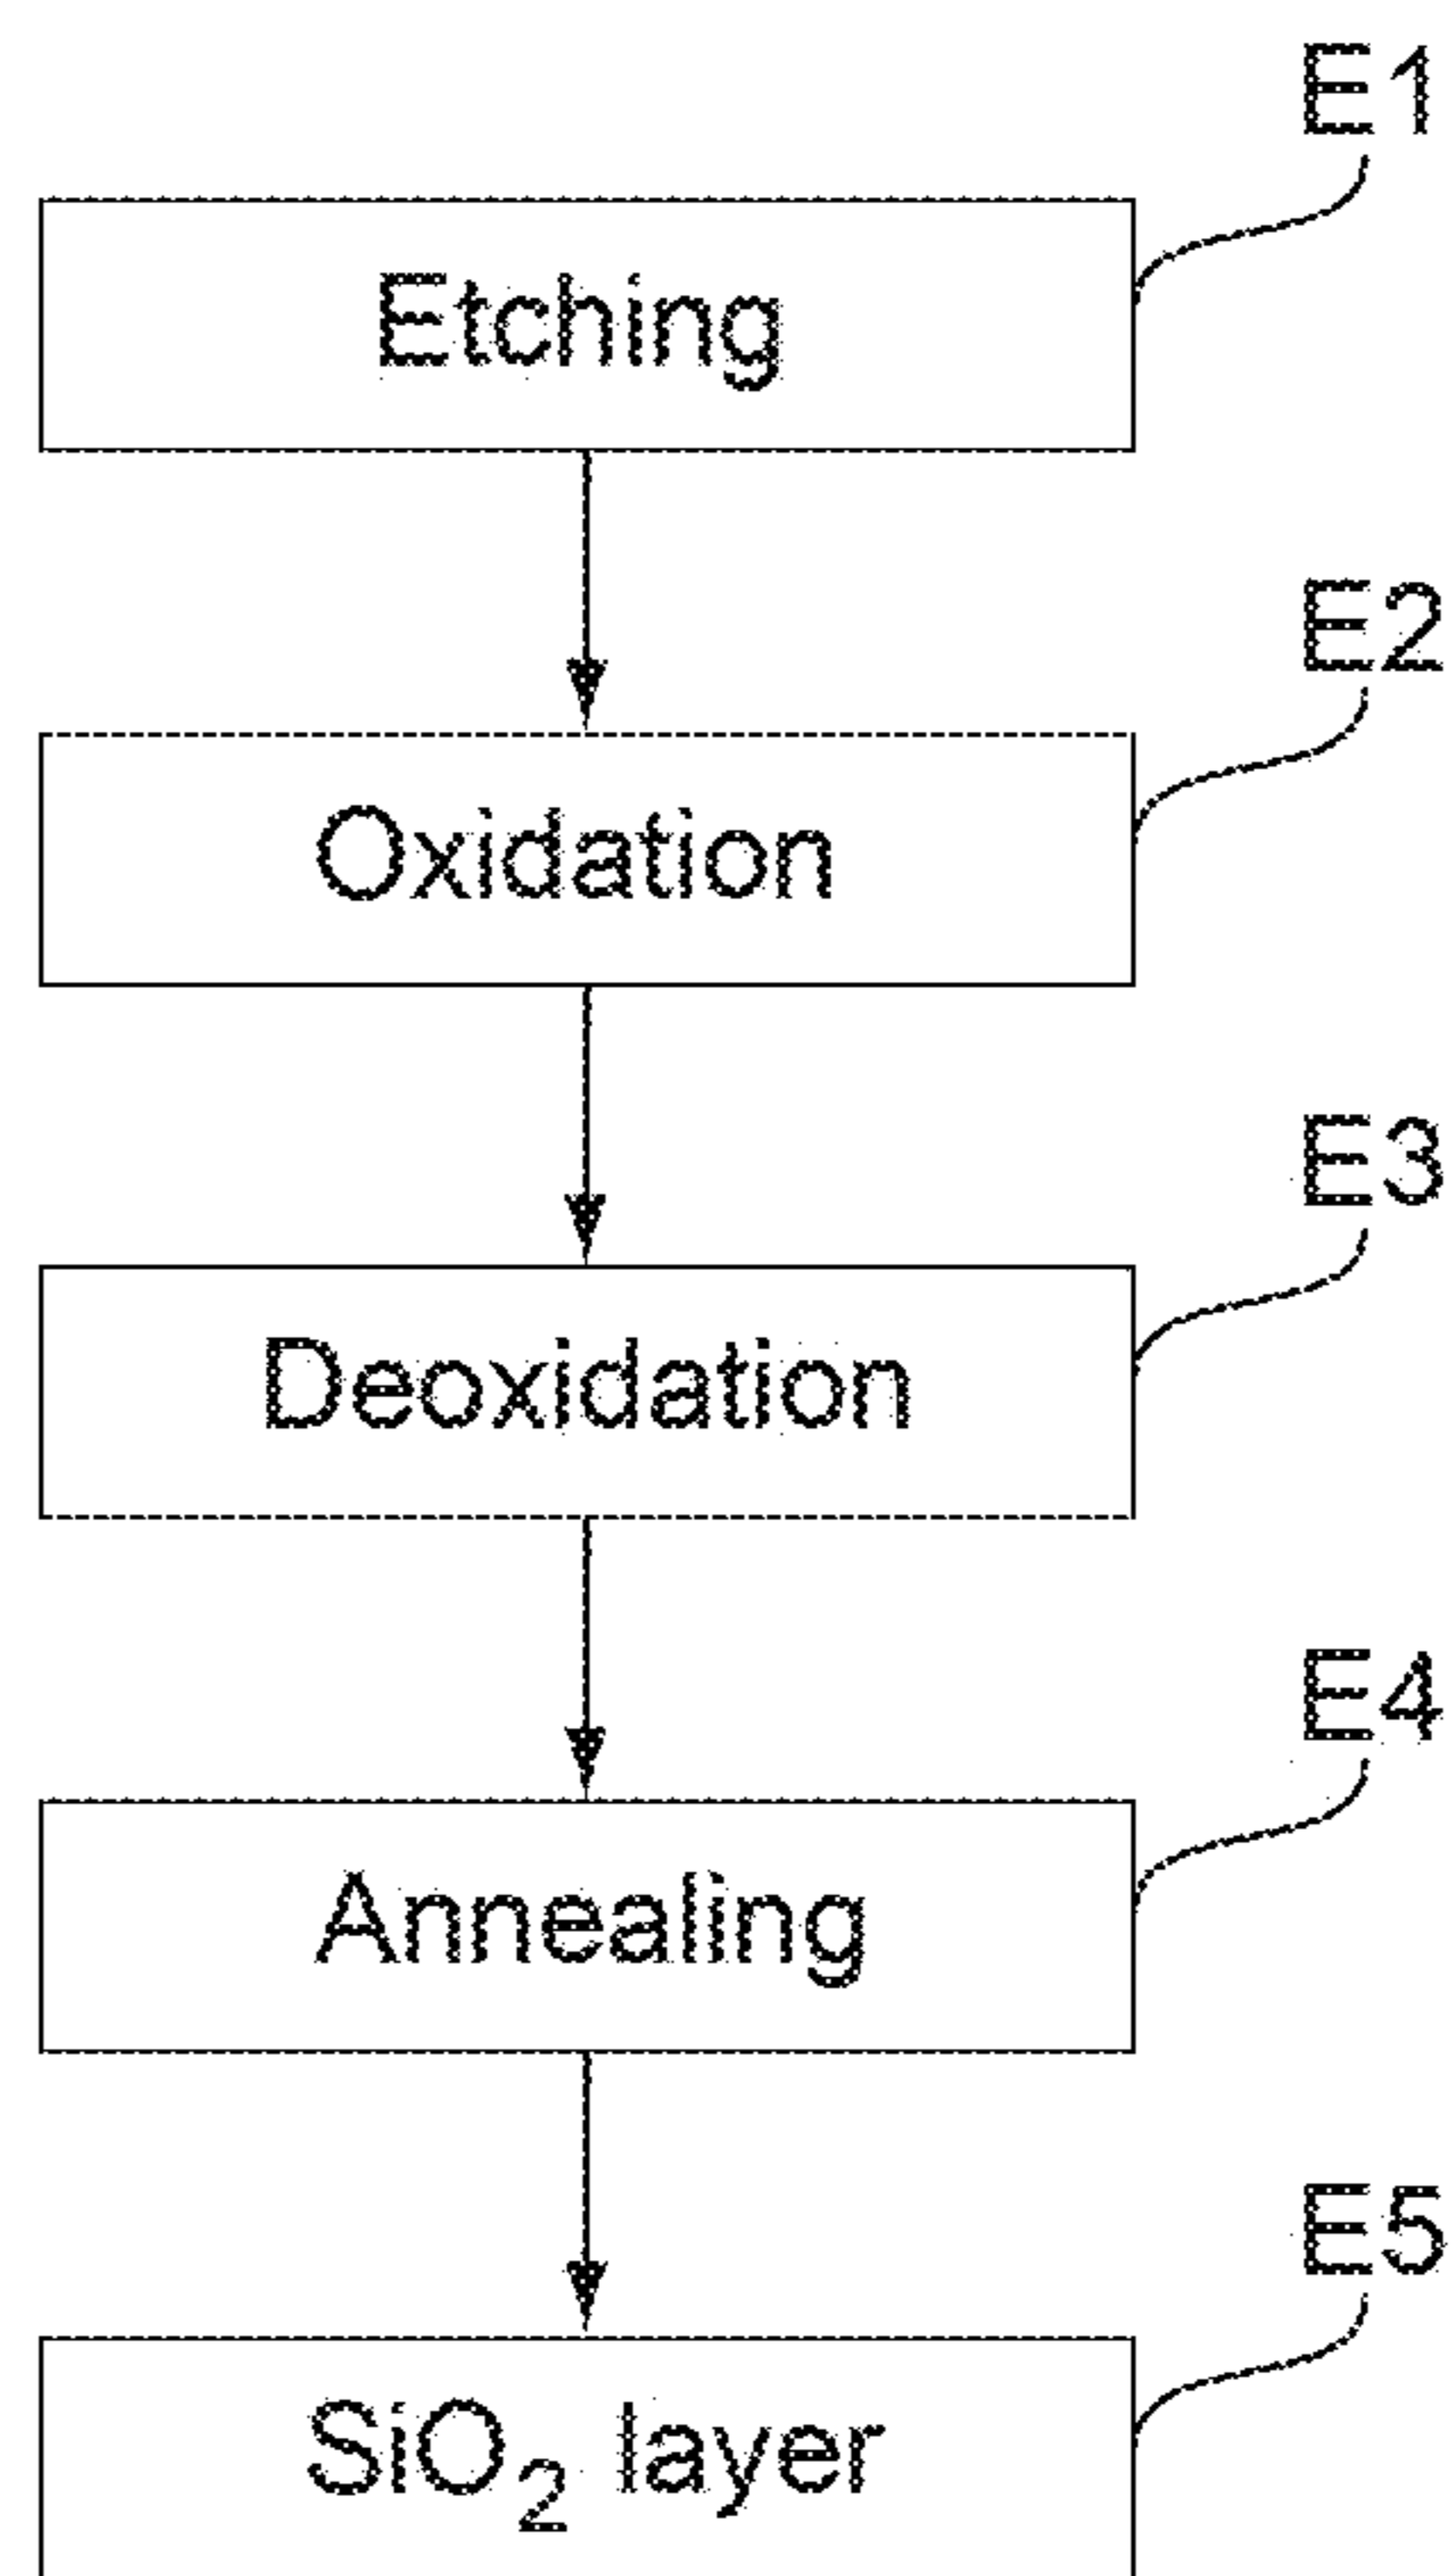 E1
Etching
E2
Oxidation
E3
Deoxidation
E4
Annealing
E5
SiO₂ layer